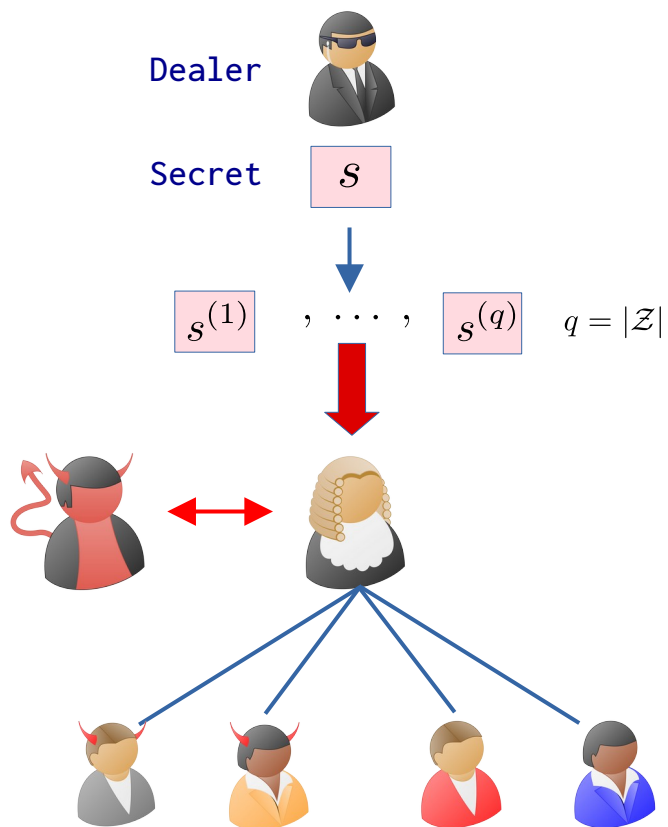 Dealer
Secret s
s^{(1)} , ... , s^{(q)} q = |𝒵|